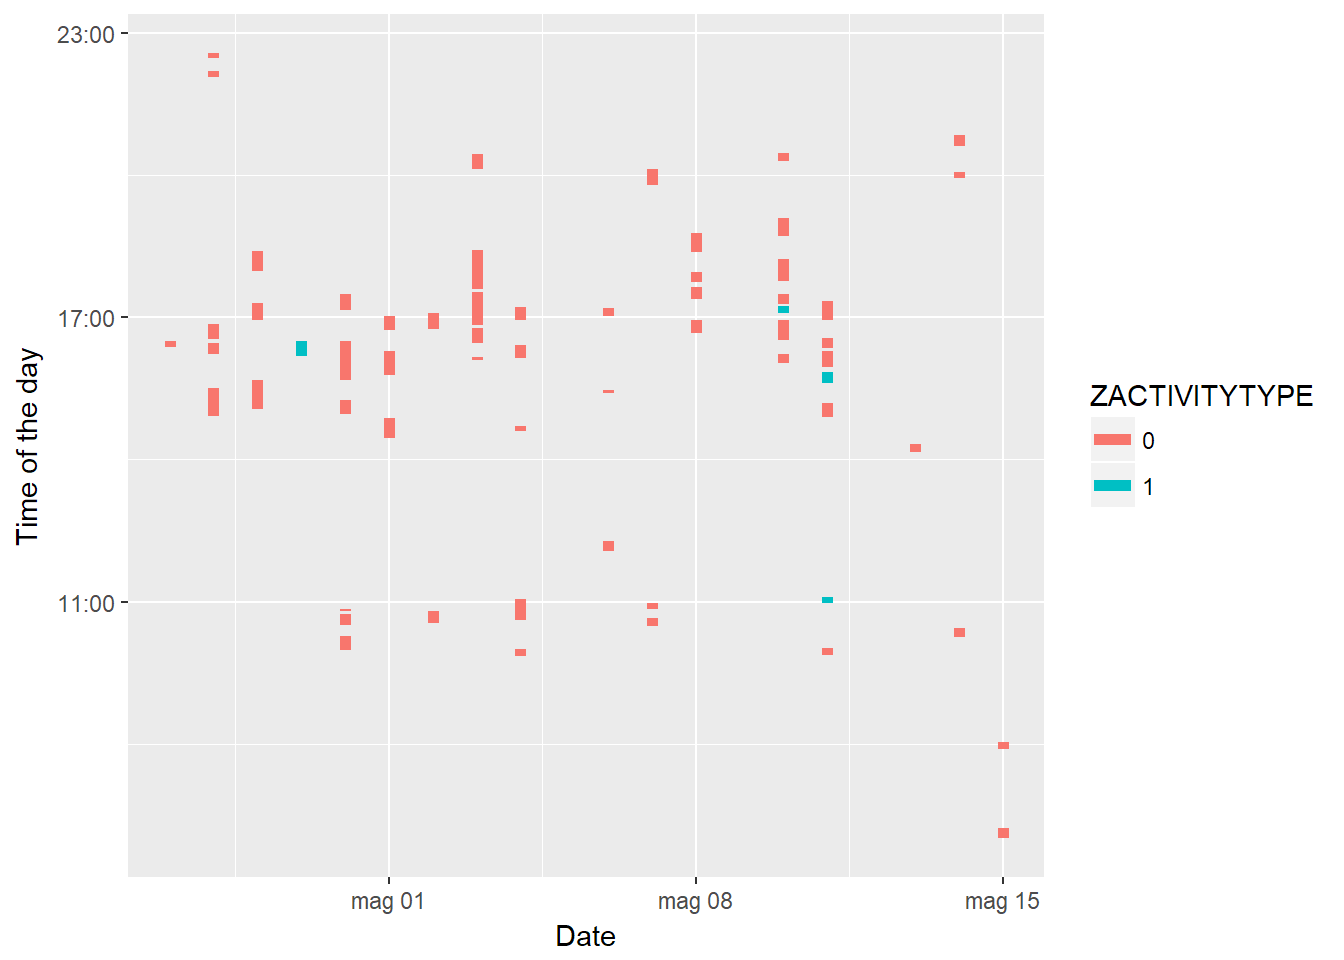 23:00
17:00
11:00
Time of the day
mag 01
mag 08
mag 15
Date
ZACTIVITYTYPE
0
1